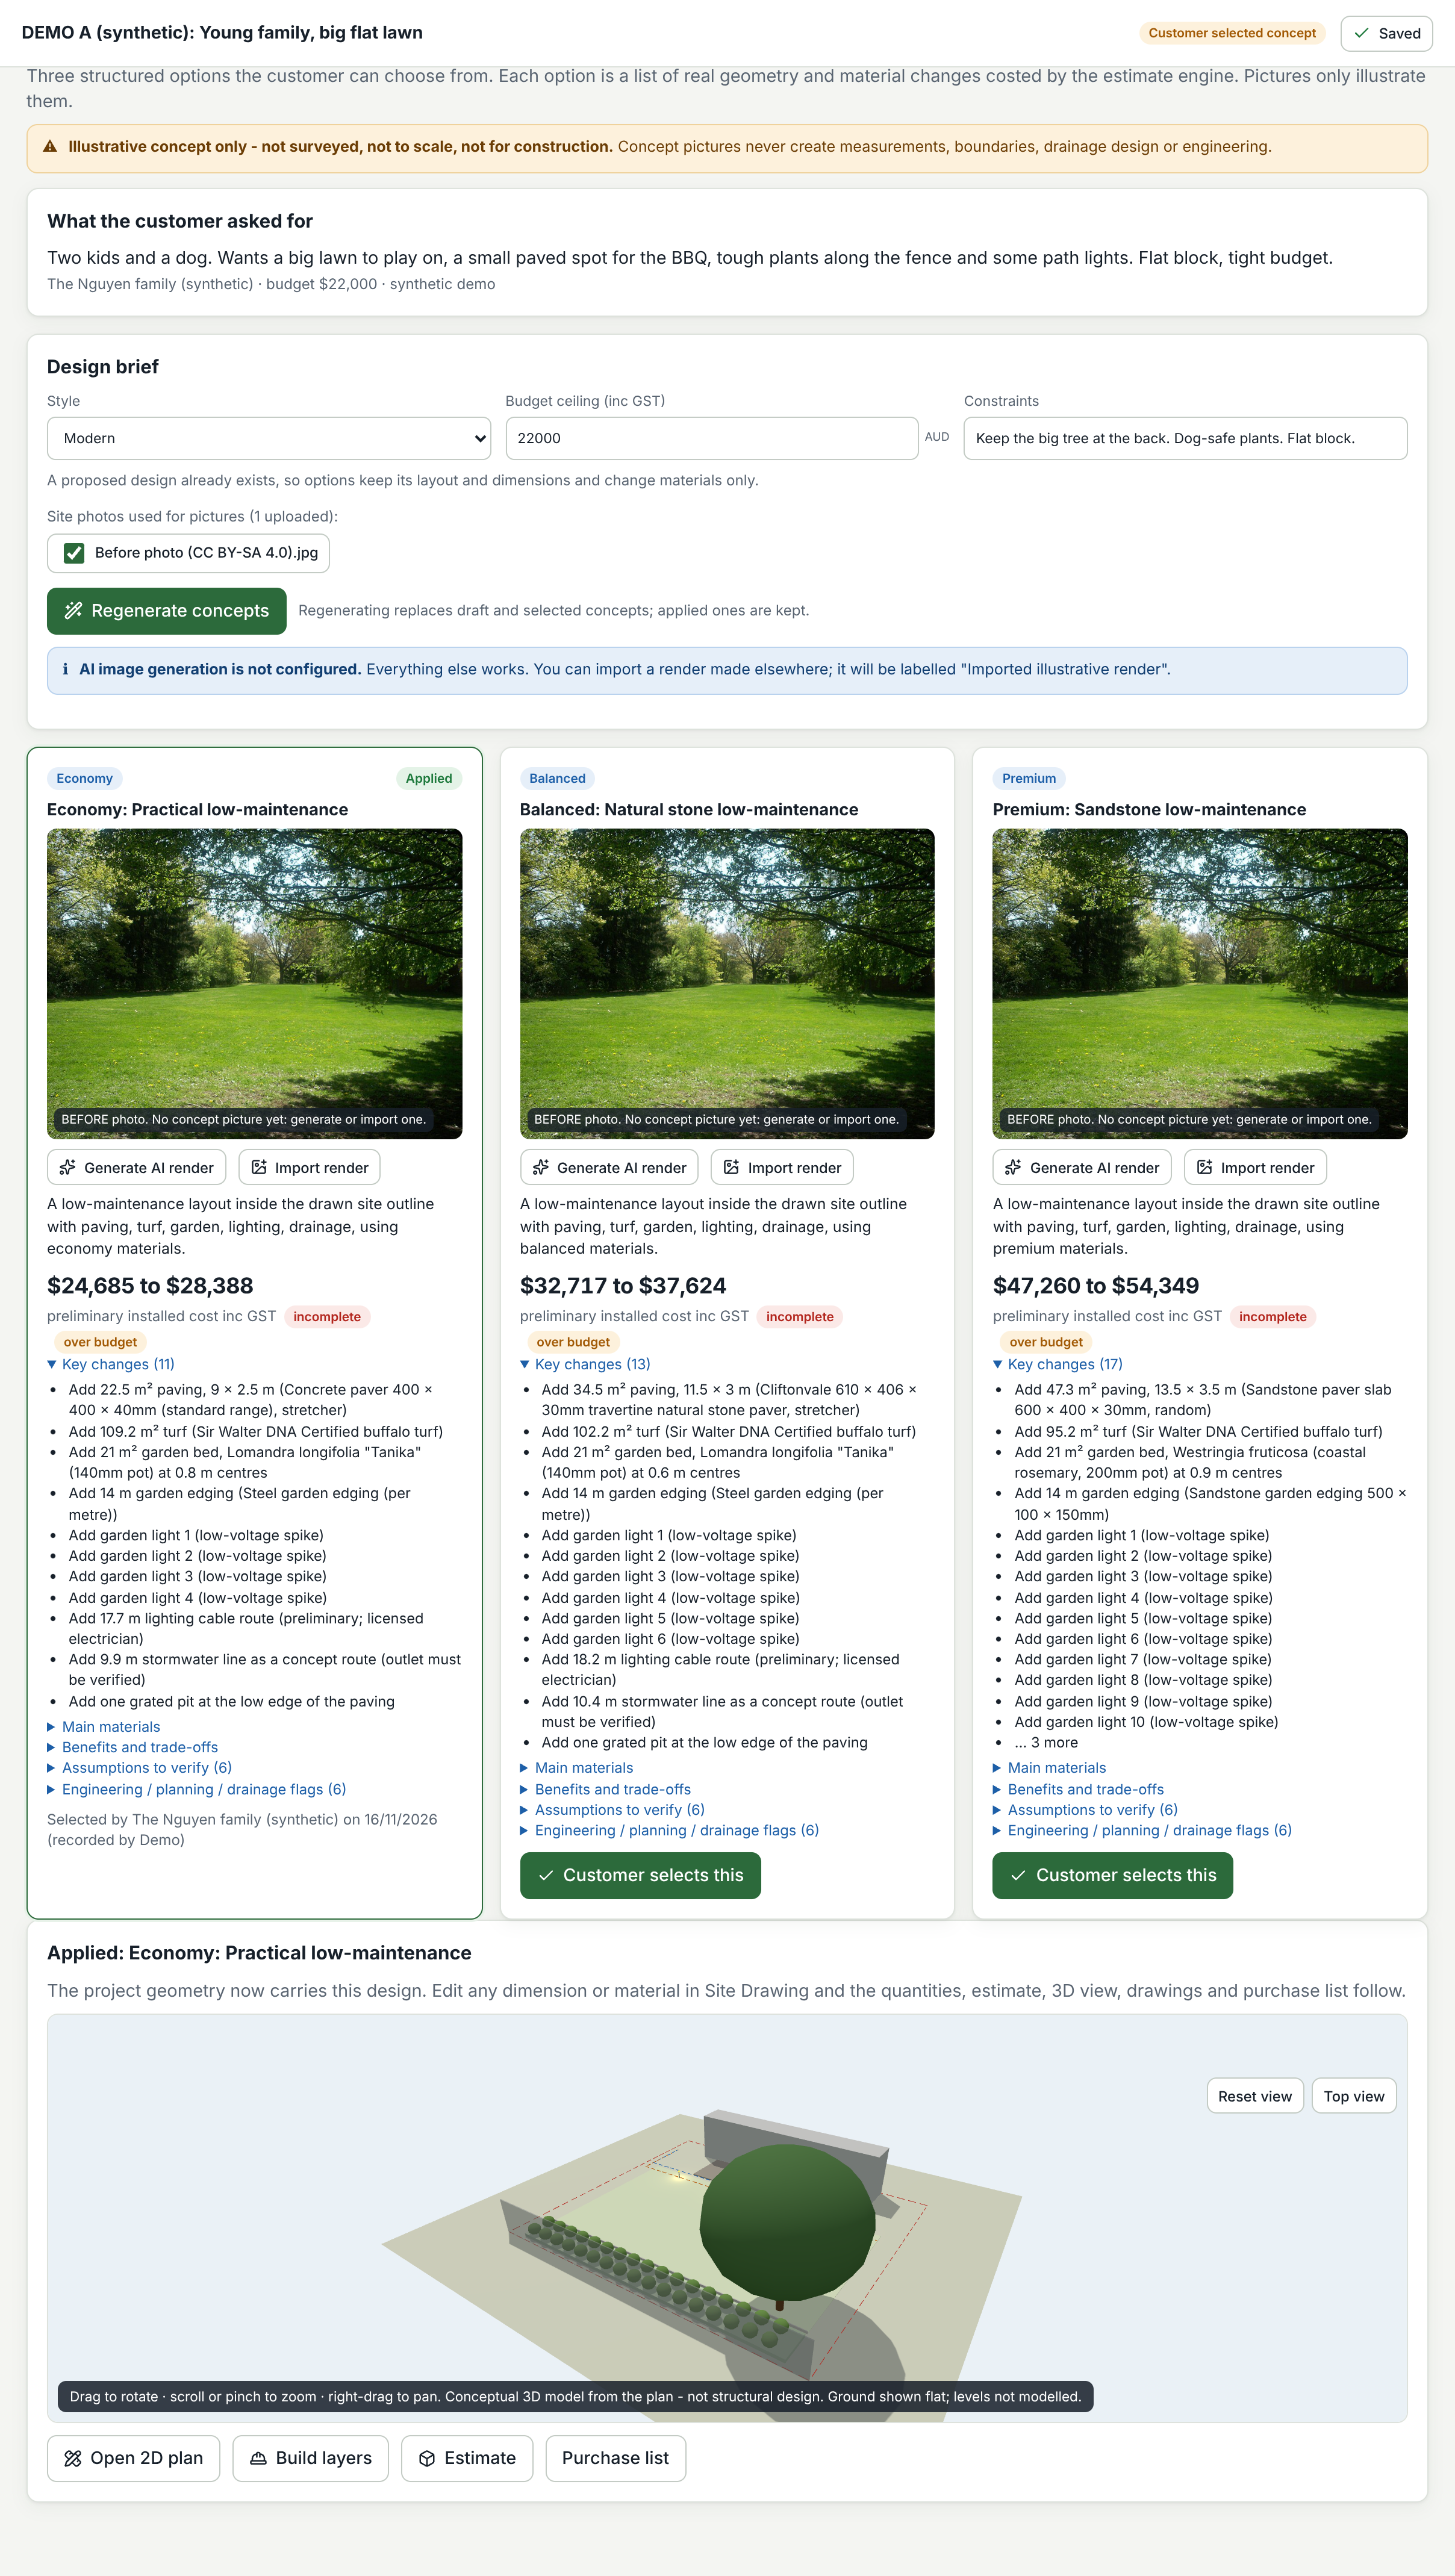 DEMO A (synthetic): Young family, big flat lawn
Customer selected concept
Saved
Three structured options the customer can choose from. Each option is a list of real geometry and material changes costed by the estimate engine. Pictures only illustrate
them.
Illustrative concept only - not surveyed, not to scale, not for construction. Concept pictures never create measurements, boundaries, drainage design or engineering.
What the customer asked for
Two kids and a dog. Wants a big lawn to play on, a small paved spot for the BBQ, tough plants along the fence and some path lights. Flat block, tight budget.
The Nguyen family (synthetic) · budget $22,000 · synthetic demo
Design brief
Style
Budget ceiling (inc GST)
Constraints
Modern
22000
AUD
Keep the big tree at the back. Dog-safe plants. Flat block.
A proposed design already exists, so options keep its layout and dimensions and change materials only.
Site photos used for pictures (1 uploaded):
Before photo (CC BY-SA 4.0).jpg
Regenerate concepts
Regenerating replaces draft and selected concepts; applied ones are kept.
AI image generation is not configured. Everything else works. You can import a render made elsewhere; it will be labelled "Imported illustrative render".
Economy
Applied
Economy: Practical low-maintenance
BEFORE photo. No concept picture yet: generate or import one.
Generate AI render
Import render
A low-maintenance layout inside the drawn site outline
with paving, turf, garden, lighting, drainage, using
economy materials.
$24,685 to $28,388
preliminary installed cost inc GST incomplete
over budget
Key changes (11)
• Add 22.5 m² paving, 9 × 2.5 m (Concrete paver 400 ×
400 × 40mm (standard range), stretcher)
• Add 109.2 m² turf (Sir Walter DNA Certified buffalo turf)
• Add 21 m² garden bed, Lomandra longifolia "Tanika"
(140mm pot) at 0.8 m centres
• Add 14 m garden edging (Steel garden edging (per
metre))
• Add garden light 1 (low-voltage spike)
• Add garden light 2 (low-voltage spike)
• Add garden light 3 (low-voltage spike)
• Add garden light 4 (low-voltage spike)
• Add 17.7 m lighting cable route (preliminary; licensed
electrician)
• Add 9.9 m stormwater line as a concept route (outlet must
be verified)
• Add one grated pit at the low edge of the paving
Main materials
Benefits and trade-offs
Assumptions to verify (6)
Engineering / planning / drainage flags (6)
Selected by The Nguyen family (synthetic) on 16/11/2026
(recorded by Demo)
Balanced
Balanced: Natural stone low-maintenance
BEFORE photo. No concept picture yet: generate or import one.
Generate AI render
Import render
A low-maintenance layout inside the drawn site outline
with paving, turf, garden, lighting, drainage, using
balanced materials.
$32,717 to $37,624
preliminary installed cost inc GST incomplete
over budget
Key changes (13)
• Add 34.5 m² paving, 11.5 × 3 m (Cliftonvale 610 × 406 ×
30mm travertine natural stone paver, stretcher)
• Add 102.2 m² turf (Sir Walter DNA Certified buffalo turf)
• Add 21 m² garden bed, Lomandra longifolia "Tanika"
(140mm pot) at 0.6 m centres
• Add 14 m garden edging (Steel garden edging (per
metre))
• Add garden light 1 (low-voltage spike)
• Add garden light 2 (low-voltage spike)
• Add garden light 3 (low-voltage spike)
• Add garden light 4 (low-voltage spike)
• Add garden light 5 (low-voltage spike)
• Add garden light 6 (low-voltage spike)
• Add 18.2 m lighting cable route (preliminary; licensed
electrician)
• Add 10.4 m stormwater line as a concept route (outlet
must be verified)
• Add one grated pit at the low edge of the paving
Main materials
Benefits and trade-offs
Assumptions to verify (6)
Engineering / planning / drainage flags (6)
Customer selects this
Premium
Premium: Sandstone low-maintenance
BEFORE photo. No concept picture yet: generate or import one.
Generate AI render
Import render
A low-maintenance layout inside the drawn site outline
with paving, turf, garden, lighting, drainage, using
premium materials.
$47,260 to $54,349
preliminary installed cost inc GST incomplete
over budget
Key changes (17)
• Add 47.3 m² paving, 13.5 × 3.5 m (Sandstone paver slab
600 × 400 × 30mm, random)
• Add 95.2 m² turf (Sir Walter DNA Certified buffalo turf)
• Add 21 m² garden bed, Westringia fruticosa (coastal
rosemary, 200mm pot) at 0.9 m centres
• Add 14 m garden edging (Sandstone garden edging 500 ×
100 × 150mm)
• Add garden light 1 (low-voltage spike)
• Add garden light 2 (low-voltage spike)
• Add garden light 3 (low-voltage spike)
• Add garden light 4 (low-voltage spike)
• Add garden light 5 (low-voltage spike)
• Add garden light 6 (low-voltage spike)
• Add garden light 7 (low-voltage spike)
• Add garden light 8 (low-voltage spike)
• Add garden light 9 (low-voltage spike)
• Add garden light 10 (low-voltage spike)
• ... 3 more
Main materials
Benefits and trade-offs
Assumptions to verify (6)
Engineering / planning / drainage flags (6)
Customer selects this
Applied: Economy: Practical low-maintenance
The project geometry now carries this design. Edit any dimension or material in Site Drawing and the quantities, estimate, 3D view, drawings and purchase list follow.
Reset view
Top view
Drag to rotate · scroll or pinch to zoom · right-drag to pan. Conceptual 3D model from the plan - not structural design. Ground shown flat; levels not modelled.
Open 2D plan
Build layers
Estimate
Purchase list